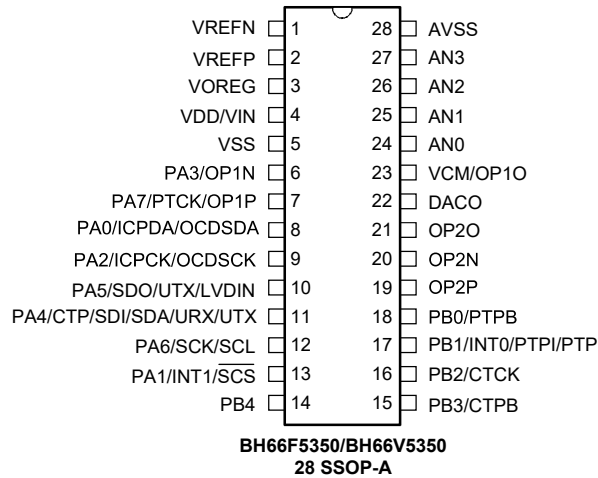 VREFN 1 28 AVSS
VREFP 2 27 AN3
VOREG 3 26 AN2
VDD/VIN 4 25 AN1
VSS 5 24 AN0
PA3/OP1N 6 23 VCM/OP1O
PA7/PTCK/OP1P 7 22 DACO
PA0/ICPDA/OCDSDA 8 21 OP2O
PA2/ICPCK/OCDSCK 9 20 OP2N
PA5/SDO/UTX/LVDIN 10 19 OP2P
PA4/CTP/SDI/SDA/URX/UTX 11 18 PB0/PTPB
PA6/SCK/SCL 12 17 PB1/INT0/PTPI/PTP
PA1/INT1/SCS 13 16 PB2/CTCK
PB4 14 15 PB3/CTPB
BH66F5350/BH66V5350
28 SSOP-A